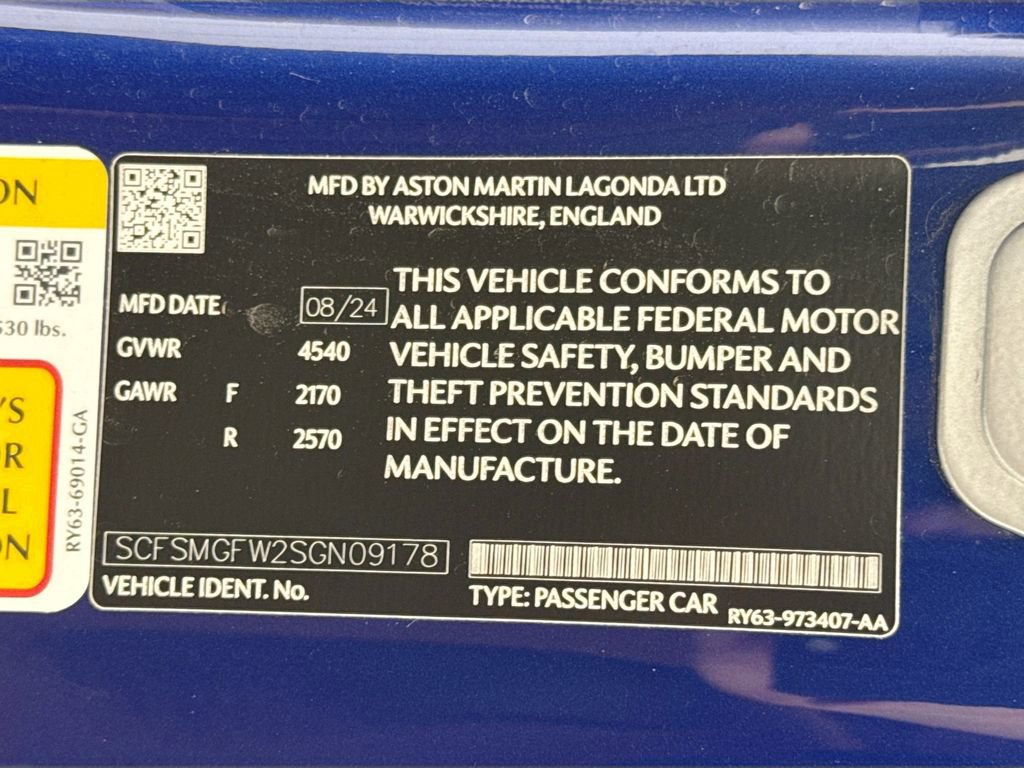 ON
530 lbs.
'S
OR
L
ON
RY63-69014-GA
MFD BY ASTON MARTIN LAGONDA LTD
WARWICKSHIRE, ENGLAND
MFD DATE 08/24
GVWR 4540
GAWR F 2170
R 2570
THIS VEHICLE CONFORMS TO
ALL APPLICABLE FEDERAL MOTOR
VEHICLE SAFETY, BUMPER AND
THEFT PREVENTION STANDARDS
IN EFFECT ON THE DATE OF
MANUFACTURE.
SCFSMGFW2SGN09178
VEHICLE IDENT. No.
TYPE: PASSENGER CAR
RY63-973407-AA